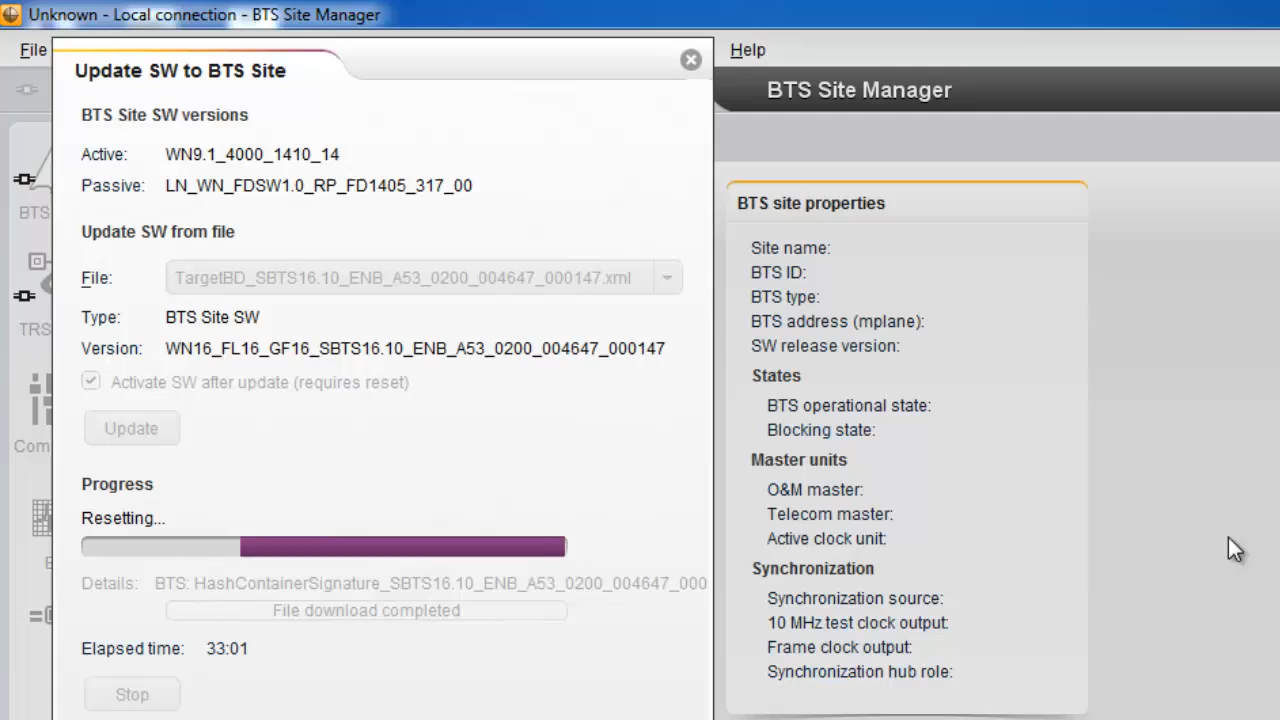 Unknown - Local connection - BTS Site Manager
File
Help
Update SW to BTS Site
BTS Site Manager
BTS Site SW versions
Active: WN9.1_4000_1410_14
Passive: LN_WN_FDSW1.0_RP_FD1405_317_00
Update SW from file
File: TargetBD_SBTS16.10_ENB_A53_0200_004647_000147.xml
Type: BTS Site SW
Version: WN16_FL16_GF16_SBTS16.10_ENB_A53_0200_004647_000147
Activate SW after update (requires reset)
Update
Progress
Resetting...
Details: BTS: HashContainerSignature_SBTS16.10_ENB_A53_0200_004647_000
File download completed
Elapsed time: 33:01
Stop
BTS
TRS
Com
BTS site properties
Site name:
BTS ID:
BTS type:
BTS address (mplane):
SW release version:
States
BTS operational state:
Blocking state:
Master units
O&M master:
Telecom master:
Active clock unit:
Synchronization
Synchronization source:
10 MHz test clock output:
Frame clock output:
Synchronization hub role: